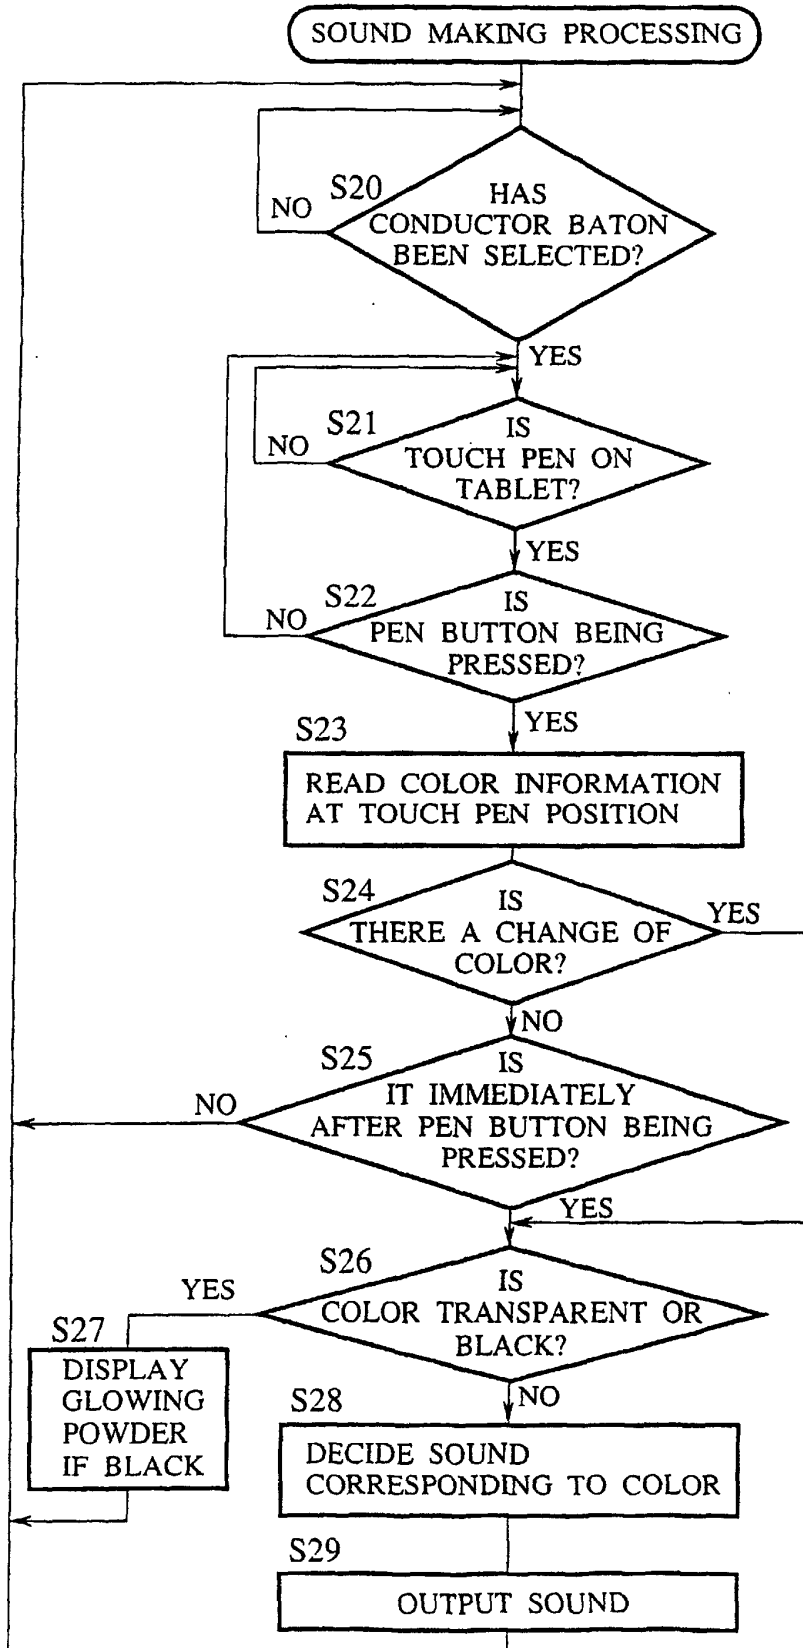 SOUND MAKING PROCESSING
S20
NO
HAS
CONDUCTOR BATON
BEEN SELECTED?
YES
S21
NO
IS
TOUCH PEN ON
TABLET?
YES
S22
NO
IS
PEN BUTTON BEING
PRESSED?
YES
S23
READ COLOR INFORMATION
AT TOUCH PEN POSITION
S24
IS
THERE A CHANGE OF
COLOR?
YES
NO
S25
NO
IS
IT IMMEDIATELY
AFTER PEN BUTTON BEING
PRESSED?
YES
S26
YES
IS
COLOR TRANSPARENT OR
BLACK?
S27
DISPLAY
GLOWING
POWDER
IF BLACK
NO
S28
DECIDE SOUND
CORRESPONDING TO COLOR
S29
OUTPUT SOUND